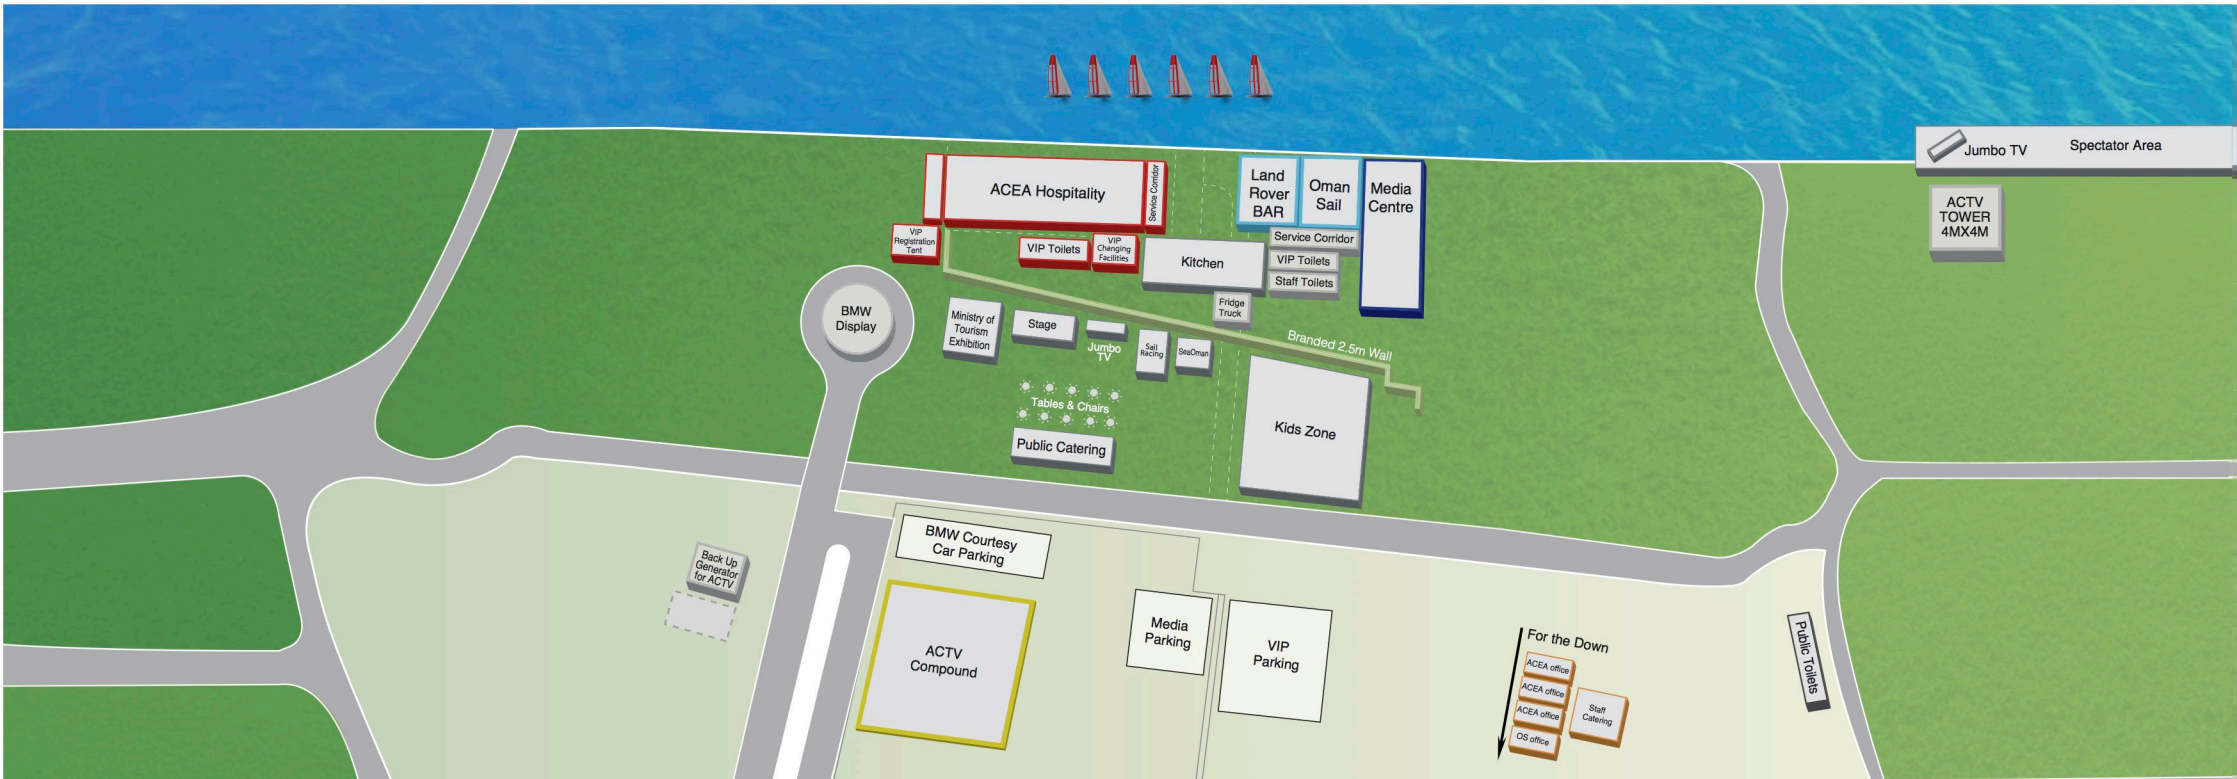 Jumbo TV
Spectator Area
ACTV
TOWER
4MX4M
ACEA Hospitality
Service Corridor
Land
Rover
BAR
Oman
Sail
Media
Centre
VIP
Registration
Tent
VIP Toilets
VIP
Changing
Facilities
Kitchen
Service Corridor
VIP Toilets
Staff Toilets
Fridge
Truck
BMW
Display
Ministry of
Tourism
Exhibition
Stage
Jumbo
TV
Sail
Racing
SeaOman
Branded 2.5m Wall
Tables & Chairs
Public Catering
Kids Zone
BMW Courtesy
Car Parking
Back Up
Generator
for ACTV
ACTV
Compound
Media
Parking
VIP
Parking
For the Down
ACEA office
ACEA office
ACEA office
OS office
Staff
Catering
Public Toilets